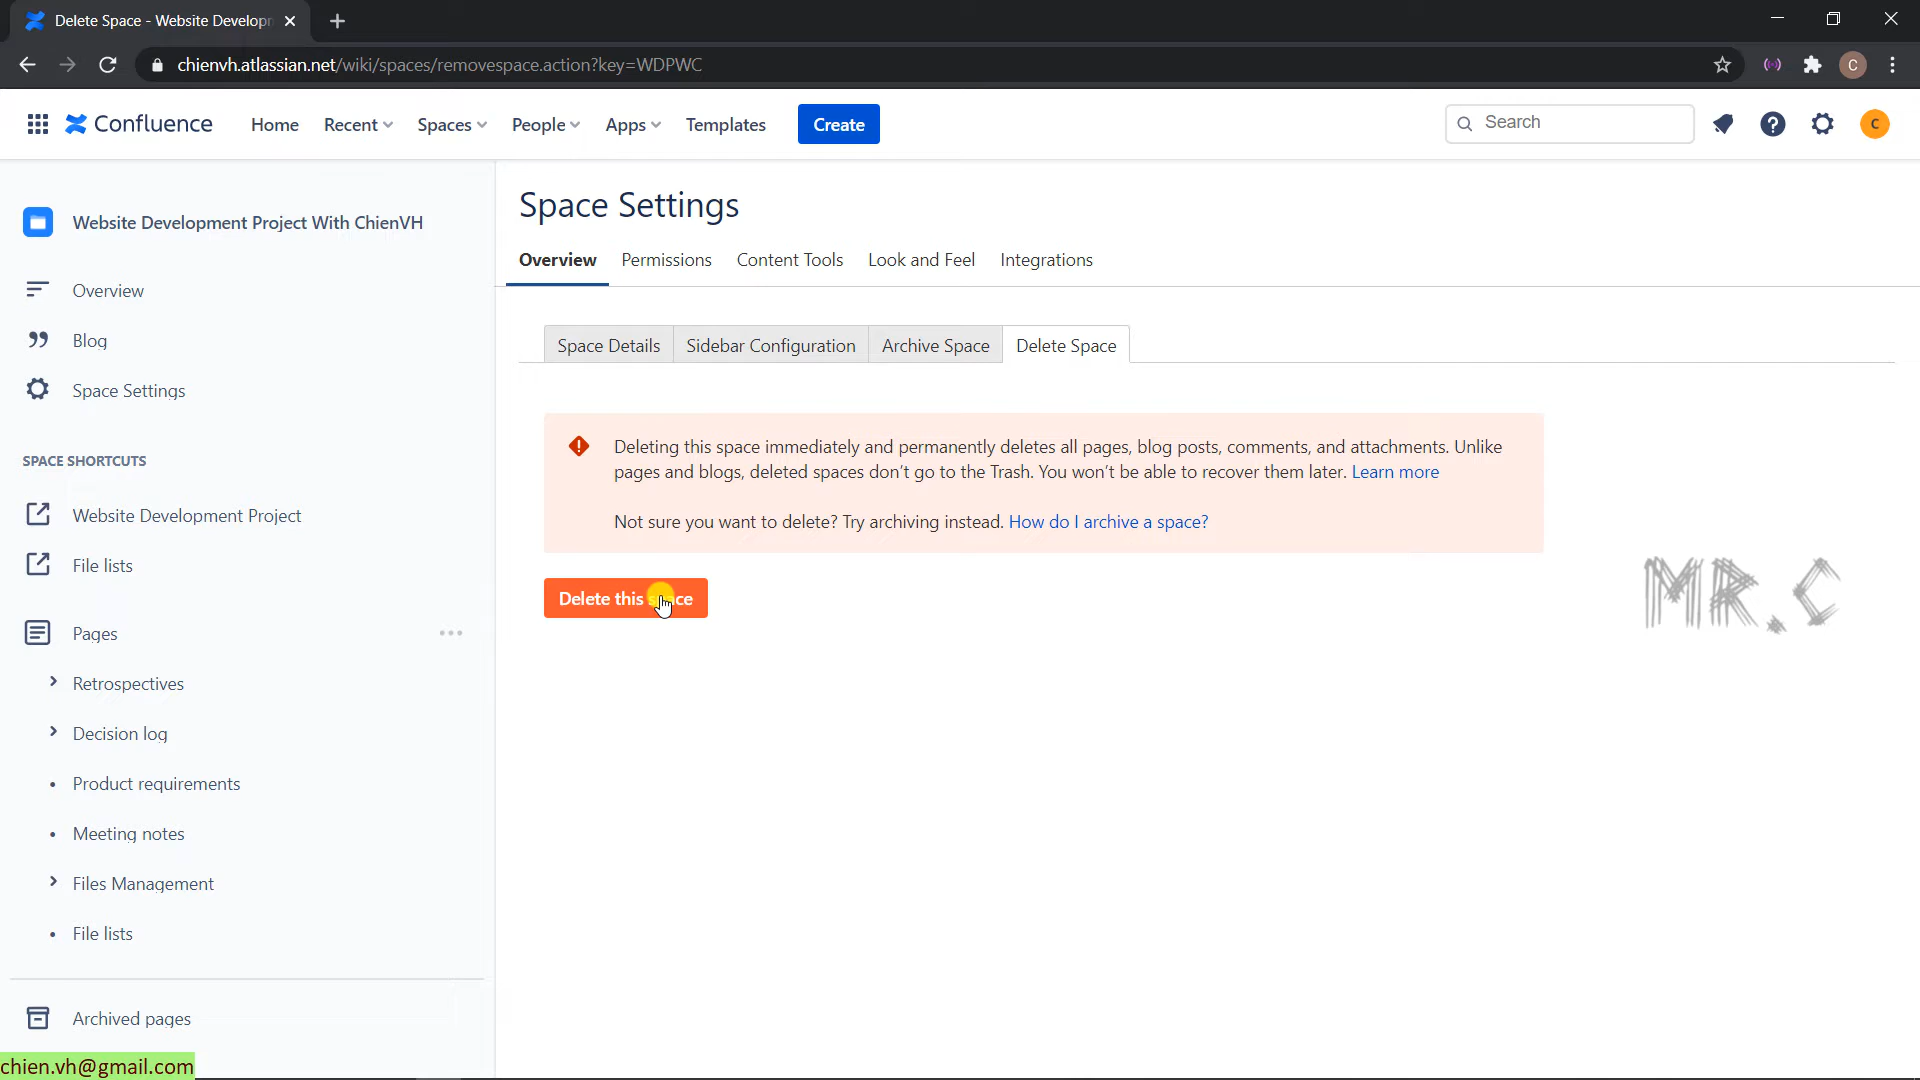 Delete Space - Website Develop
chienvh.atlassian.net/wiki/spaces/removespace.action?key=WDPWC
C
Confluence
Home
Recent
Spaces
People
Apps
Templates
Create
Search
C
Website Development Project With ChienVH
Overview
Blog
Space Settings
SPACE SHORTCUTS
Website Development Project
File lists
Pages
Retrospectives
Decision log
Product requirements
Meeting notes
Files Management
File lists
Archived pages
chien.vh@gmail.com
Space Settings
Overview
Permissions
Content Tools
Look and Feel
Integrations
Space Details
Sidebar Configuration
Archive Space
Delete Space
Deleting this space immediately and permanently deletes all pages, blog posts, comments, and attachments. Unlike
pages and blogs, deleted spaces don't go to the Trash. You won't be able to recover them later. Learn more
Not sure you want to delete? Try archiving instead. How do I archive a space?
Delete this space
MR.C